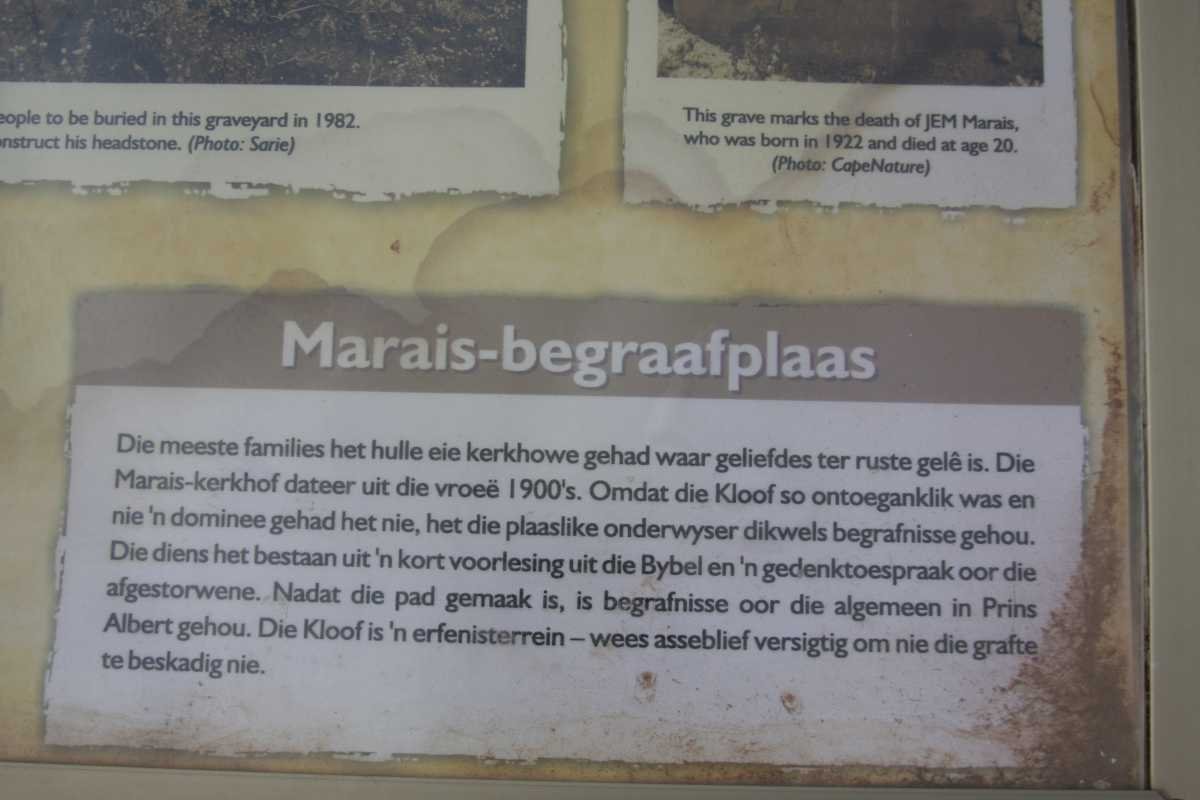 eople to be buried in this graveyard in 1982.
nstruct his headstone. (Photo: Sarie)
This grave marks the death of JEM Marais,
who was born in 1922 and died at age 20.
(Photo: CapeNature)
Marais-begraafplaas
Die meeste families het hulle eie kerkhowe gehad waar geliefdes ter ruste gelê is. Die
Marais-kerkhof dateer uit die vroeë 1900's. Omdat die Kloof so ontoeganklik was en
nie 'n dominee gehad het nie, het die plaaslike onderwyser dikwels begrafnisse gehou.
Die diens het bestaan uit 'n kort voorlesing uit die Bybel en 'n gedenktoespraak oor die
afgestorwene. Nadat die pad gemaak is, is begrafnisse oor die algemeen in Prins
Albert gehou. Die Kloof is 'n erfenisterrein – wees asseblief versigtig om nie die grafte
te beskadig nie.